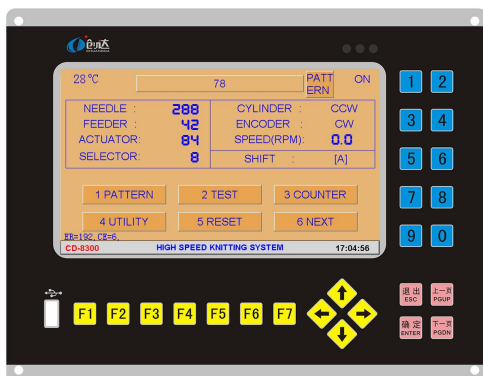 创达
28℃ 78 PATT ERN ON
NEEDLE : 288 CYLINDER : CCW
FEEDER : 42 ENCODER : CW
ACTUATOR: 84 SPEED(RPM): 0.0
SELECTOR: 8 SHIFT : [A]
1 PATTERN 2 TEST 3 COUNTER
4 UTILITY 5 RESET 6 NEXT
ER=192, CE=6,
CD-8300 HIGH SPEED KNITTING SYSTEM 17:04:56
1 2
3 4
5 6
7 8
9 0
F1 F2 F3 F4 F5 F6 F7
退出 ESC 上一页 PGUP
确定 ENTER 下一页 PGDN